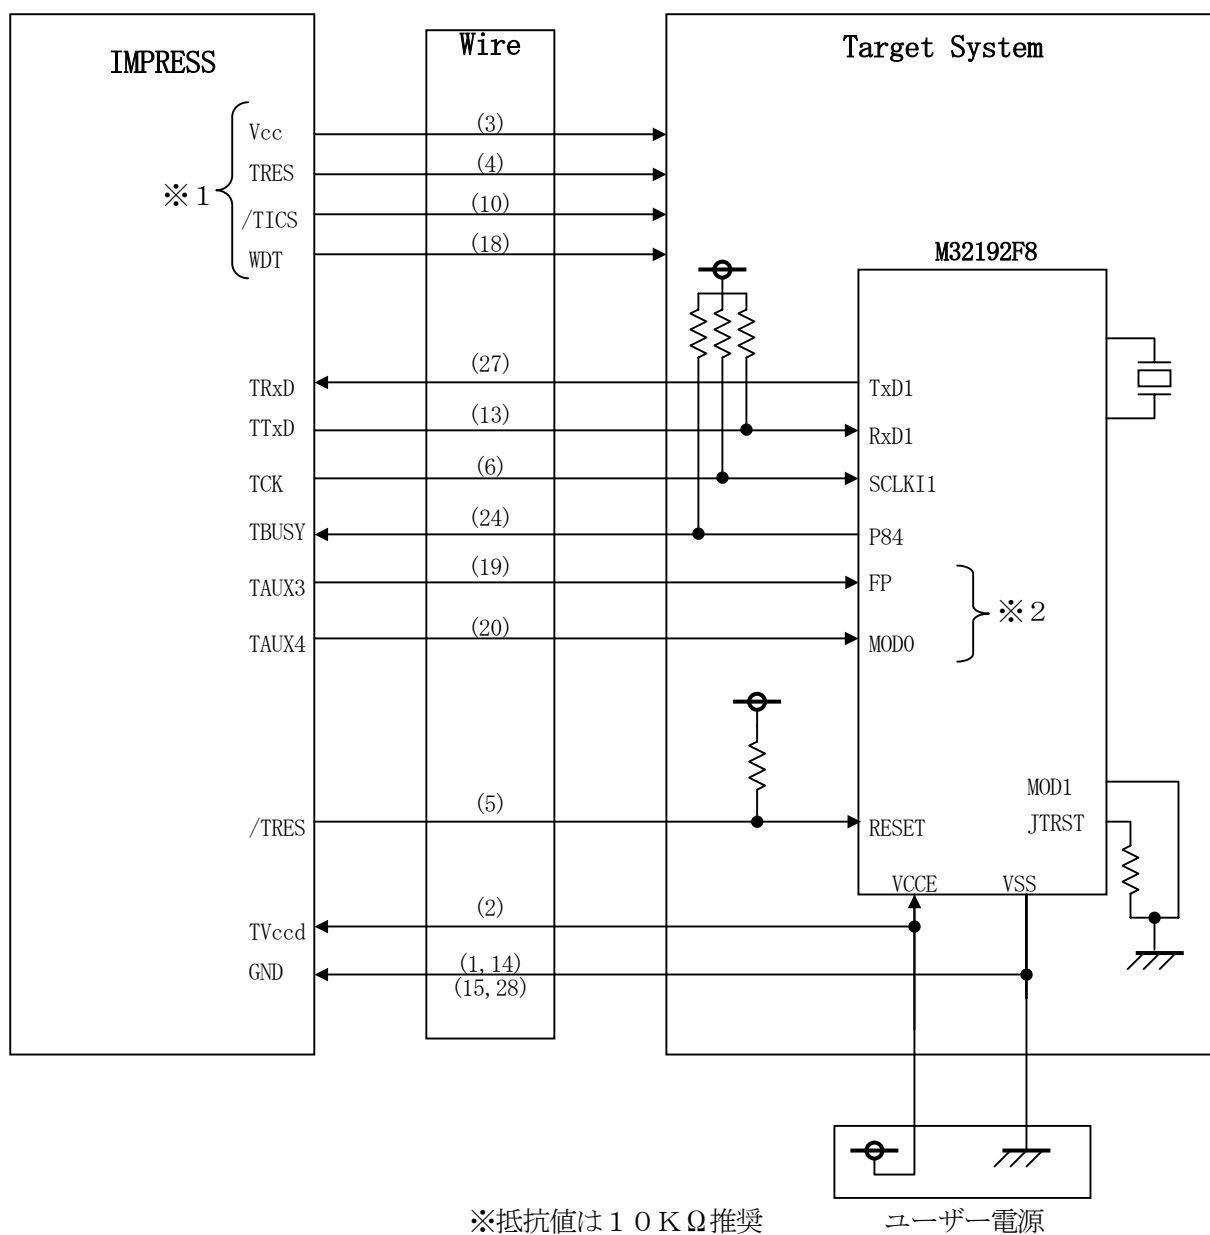 IMPRESS
Wire
Target System
Vcc
(3)
TRES
(4)
※1
/TICS
(10)
WDT
(18)
M32192F8
TRxD
(27)
TxD1
TTxD
(13)
RxD1
TCK
(6)
SCLKI1
TBUSY
(24)
P84
TAUX3
(19)
FP
※2
TAUX4
(20)
MOD0
MOD1
/TRES
(5)
RESET
JTRST
VCCE
VSS
TVccd
(2)
GND
(1,14)
(15,28)
※抵抗値は10KΩ推奨
ユーザー電源